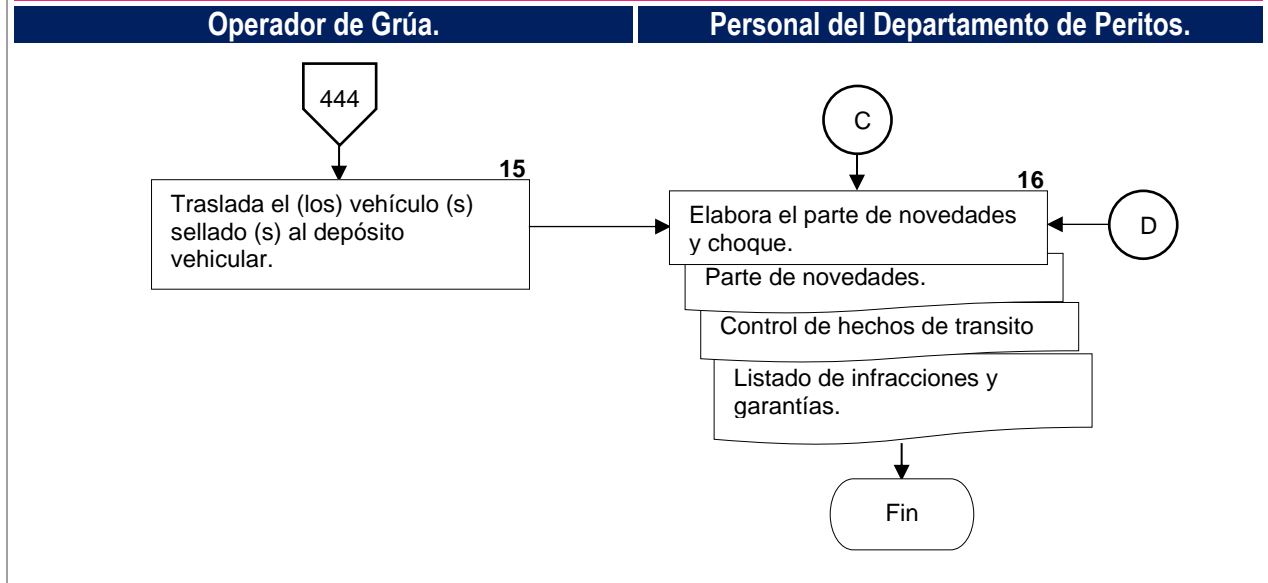 Operador de Grúa.
Personal del Departamento de Peritos.
444
15
Traslada el (los) vehículo (s)
sellado (s) al depósito
vehicular.
C
16
Elabora el parte de novedades
y choque.
D
Parte de novedades.
Control de hechos de transito
Listado de infracciones y
garantías.
Fin